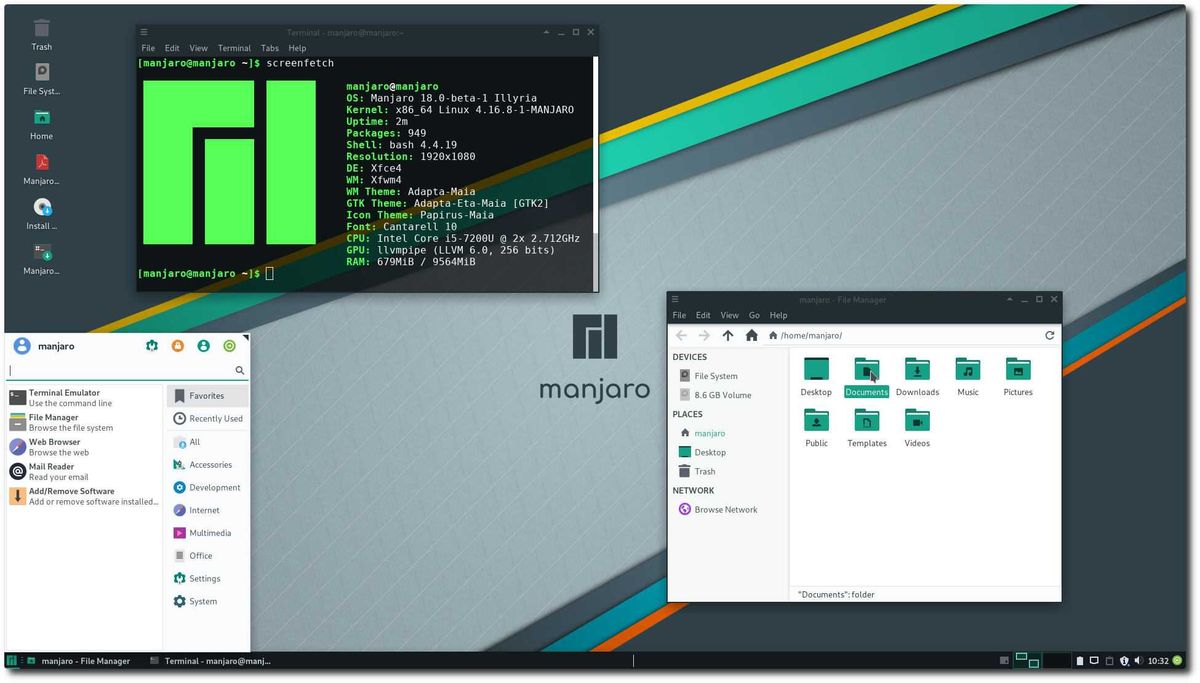 Trash
File Syst...
Home
Manjaro...
Install ...
Manjaro...
Terminal - manjaro@manjaro:~
File Edit View Terminal Tabs Help
[manjaro@manjaro ~]$ screenfetch
manjaro@manjaro
OS: Manjaro 18.0-beta-1 Illyria
Kernel: x86_64 Linux 4.16.8-1-MANJARO
Uptime: 2m
Packages: 949
Shell: bash 4.4.19
Resolution: 1920x1080
DE: Xfce4
WM: Xfwm4
WM Theme: Adapta-Maia
GTK Theme: Adapta-Eta-Maia [GTK2]
Icon Theme: Papirus-Maia
Font: Cantarell 10
CPU: Intel Core i5-7200U @ 2x 2.712GHz
GPU: llvmpipe (LLVM 6.0, 256 bits)
RAM: 679MiB / 9564MiB
[manjaro@manjaro ~]$
manjaro
manjaro - File Manager
File Edit View Go Help
/home/manjaro/
DEVICES
File System
8.6 GB Volume
PLACES
manjaro
Desktop
Trash
NETWORK
Browse Network
Desktop Documents Downloads Music Pictures
Public Templates Videos
"Documents": folder
manjaro
Terminal Emulator
Use the command line
File Manager
Browse the file system
Web Browser
Browse the web
Mail Reader
Read your email
Add/Remove Software
Add or remove software installed...
Favorites
Recently Used
All
Accessories
Development
Internet
Multimedia
Office
Settings
System
manjaro - File Manager Terminal - manjaro@manj... 10:32